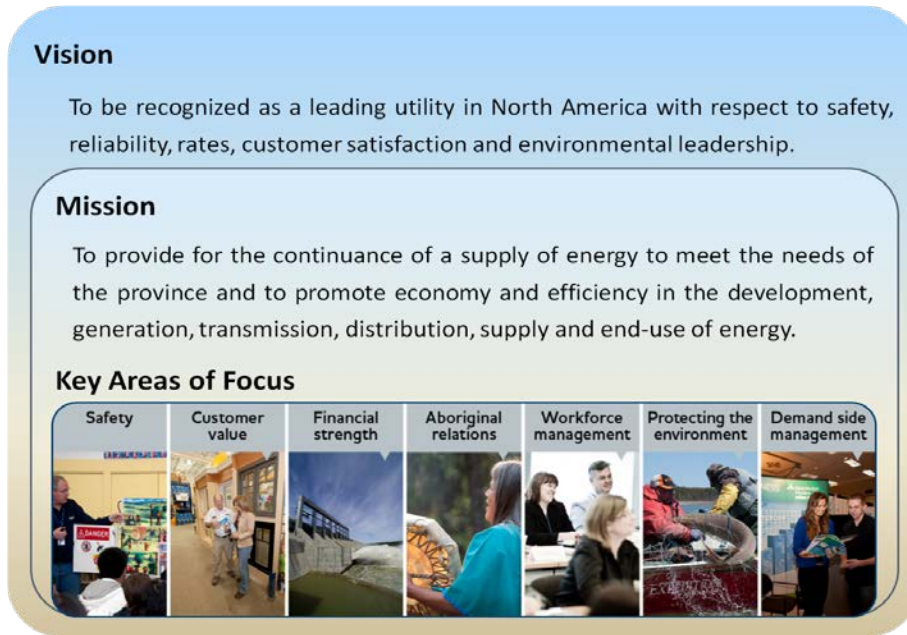 Vision
To be recognized as a leading utility in North America with respect to safety,
reliability, rates, customer satisfaction and environmental leadership.
Mission
To provide for the continuance of a supply of energy to meet the needs of
the province and to promote economy and efficiency in the development,
generation, transmission, distribution, supply and end-use of energy.
Key Areas of Focus
Safety
Customer
value
Financial
strength
Aboriginal
relations
Workforce
management
Protecting the
environment
Demand side
management
DANGER